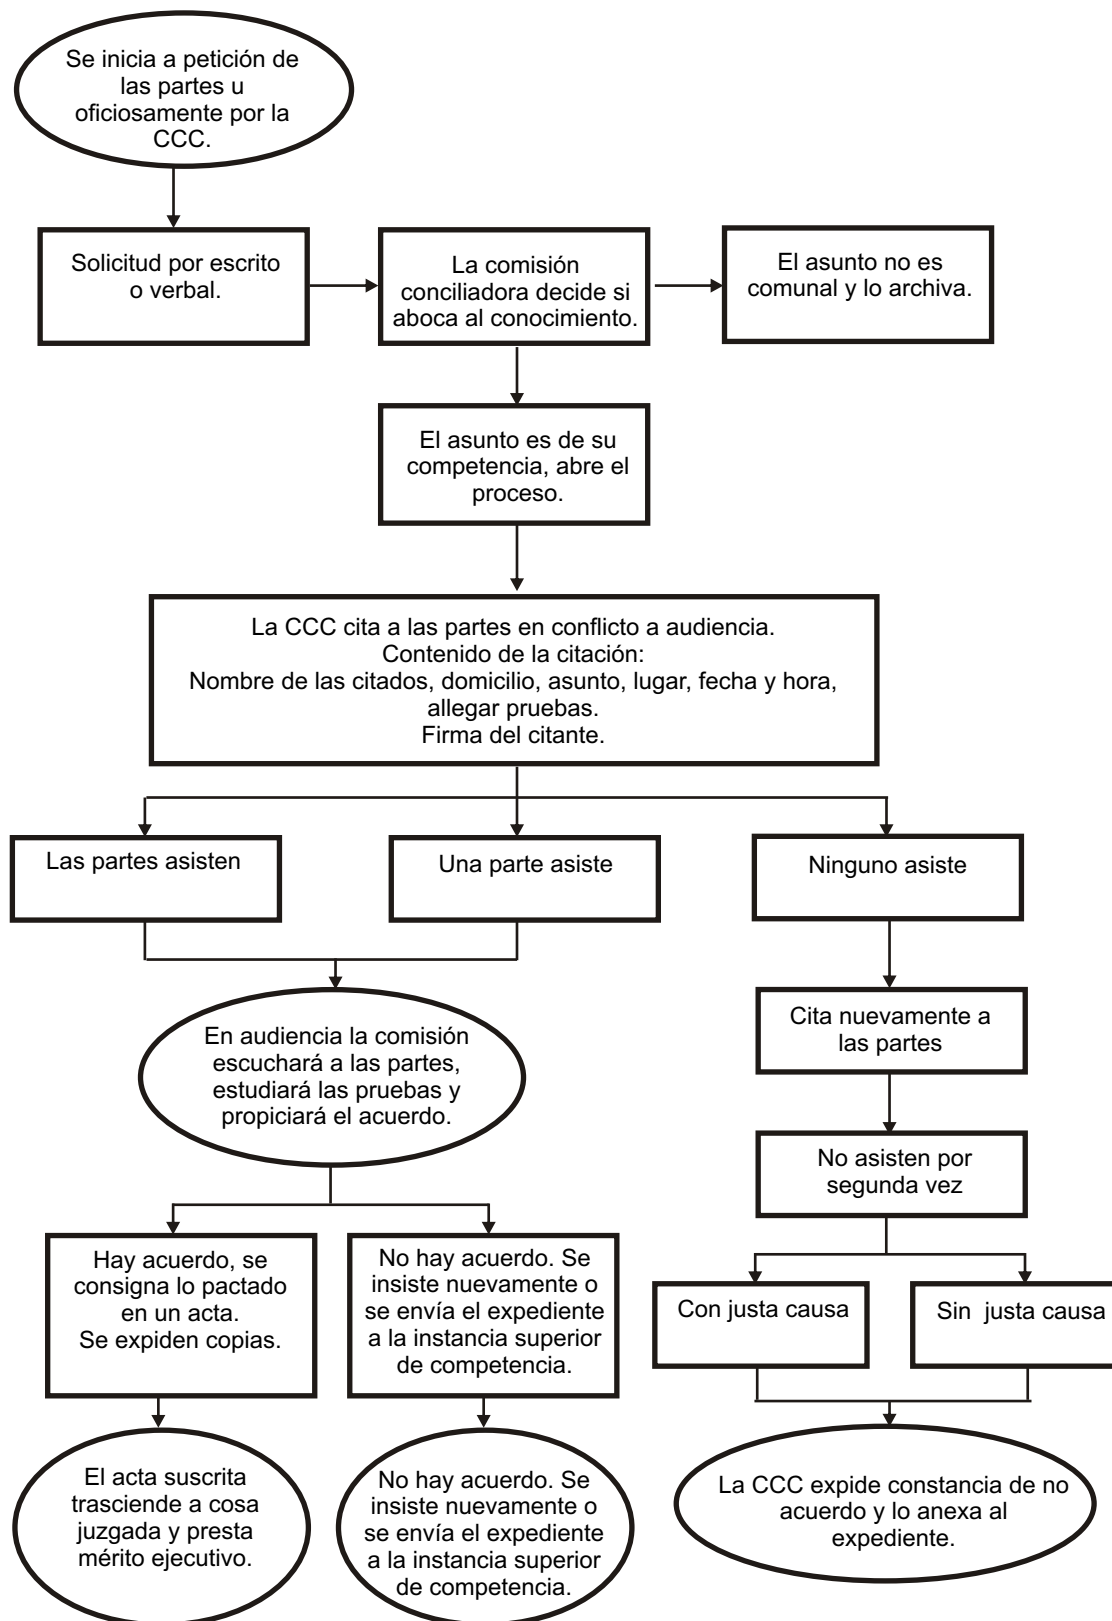 Se inicia a petición de
las partes u
oficiosamente por la
CCC.
Solicitud por escrito
o verbal.
La comisión
conciliadora decide si
aboca al conocimiento.
El asunto no es
comunal y lo archiva.
El asunto es de su
competencia, abre el
proceso.
La CCC cita a las partes en conflicto a audiencia.
Contenido de la citación:
Nombre de las citados, domicilio, asunto, lugar, fecha y hora,
allegar pruebas.
Firma del citante.
Las partes asisten
Una parte asiste
Ninguno asiste
En audiencia la comisión
escuchará a las partes,
estudiará las pruebas y
propiciará el acuerdo.
Cita nuevamente a
las partes
No asisten por
segunda vez
Hay acuerdo, se
consigna lo pactado
en un acta.
Se expiden copias.
No hay acuerdo. Se
insiste nuevamente o
se envía el expediente
a la instancia superior
de competencia.
Con justa causa
Sin justa causa
El acta suscrita
trasciende a cosa
juzgada y presta
mérito ejecutivo.
No hay acuerdo. Se
insiste nuevamente o
se envía el expediente
a la instancia superior
de competencia.
La CCC expide constancia de no
acuerdo y lo anexa al
expediente.